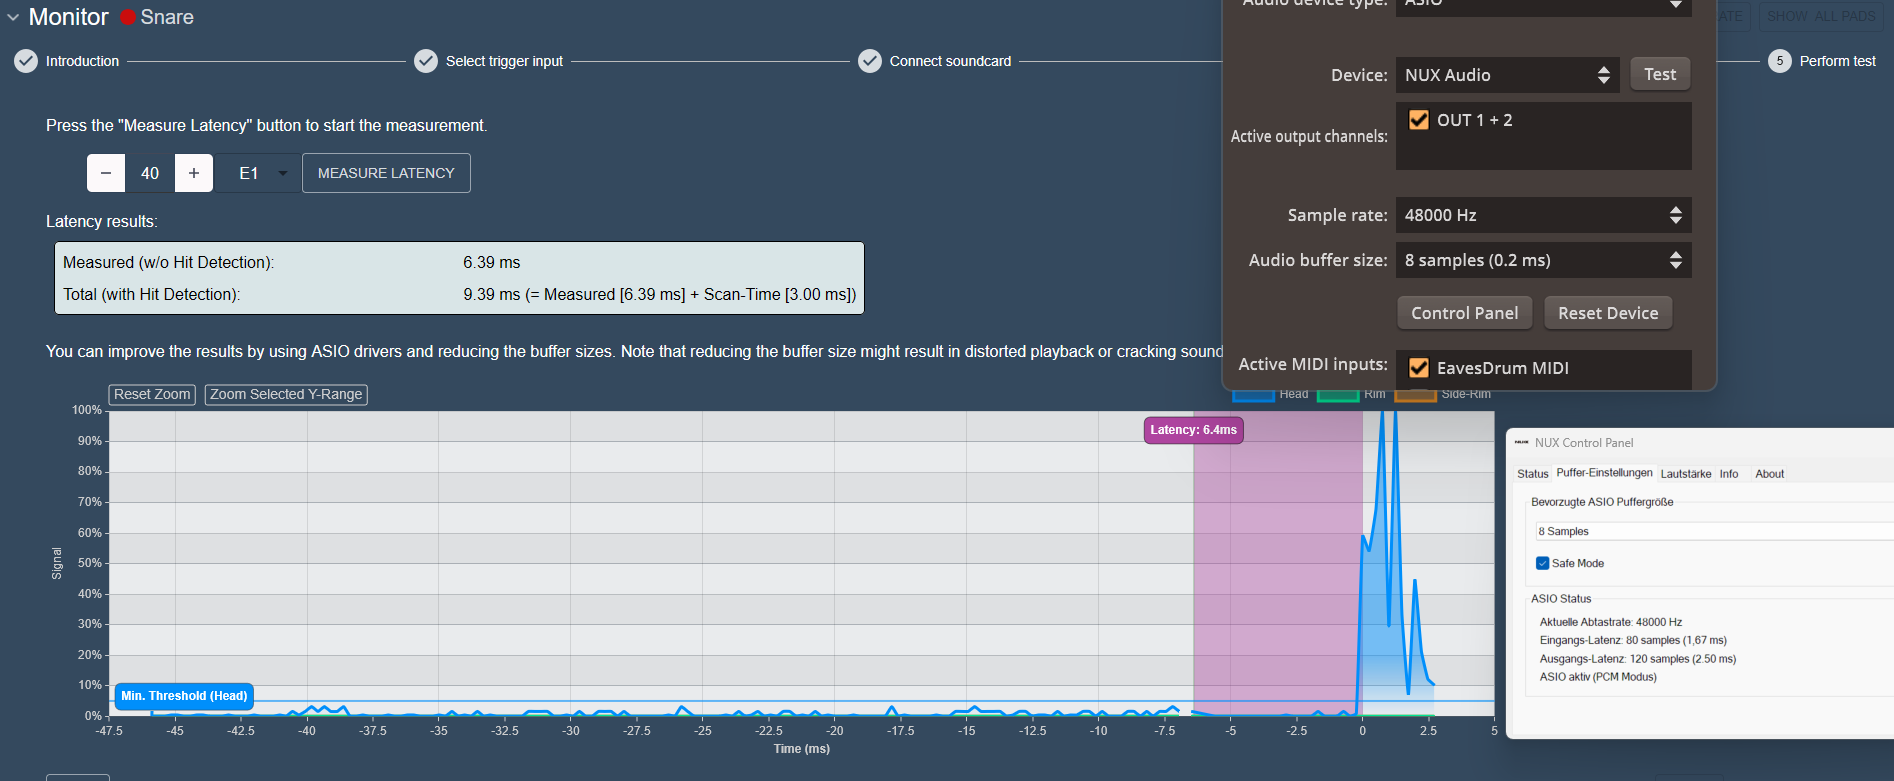 Monitor Snare
Introduction
Select trigger input
Connect soundcard
5 Perform test
SHOW ALL PADS
Press the "Measure Latency" button to start the measurement.
− 40 + E1 MEASURE LATENCY
Latency results:
Measured (w/o Hit Detection): 6.39 ms
Total (with Hit Detection): 9.39 ms (= Measured [6.39 ms] + Scan-Time [3.00 ms])
You can improve the results by using ASIO drivers and reducing the buffer sizes. Note that reducing the buffer size might result in distorted playback or cracking sound
Audio device type: ASIO
Device: NUX Audio Test
Active output channels: OUT 1 + 2
Sample rate: 48000 Hz
Audio buffer size: 8 samples (0.2 ms)
Control Panel Reset Device
Active MIDI inputs: EavesDrum MIDI
Reset Zoom Zoom Selected Y-Range
Head Rim Side-Rim
Latency: 6.4ms
100%
90%
80%
70%
60%
50%
40%
30%
20%
10%
0%
Signal
Min. Threshold (Head)
-47.5 -45 -42.5 -40 -37.5 -35 -32.5 -30 -27.5 -25 -22.5 -20 -17.5 -15 -12.5 -10 -7.5 -5 -2.5 0 2.5 5
Time (ms)
NUX NUX Control Panel
Status Puffer-Einstellungen Lautstärke Info About
Bevorzugte ASIO Puffergröße
8 Samples
Safe Mode
ASIO Status
Aktuelle Abtastrate: 48000 Hz
Eingangs-Latenz: 80 samples (1,67 ms)
Ausgangs-Latenz: 120 samples (2.50 ms)
ASIO aktiv (PCM Modus)